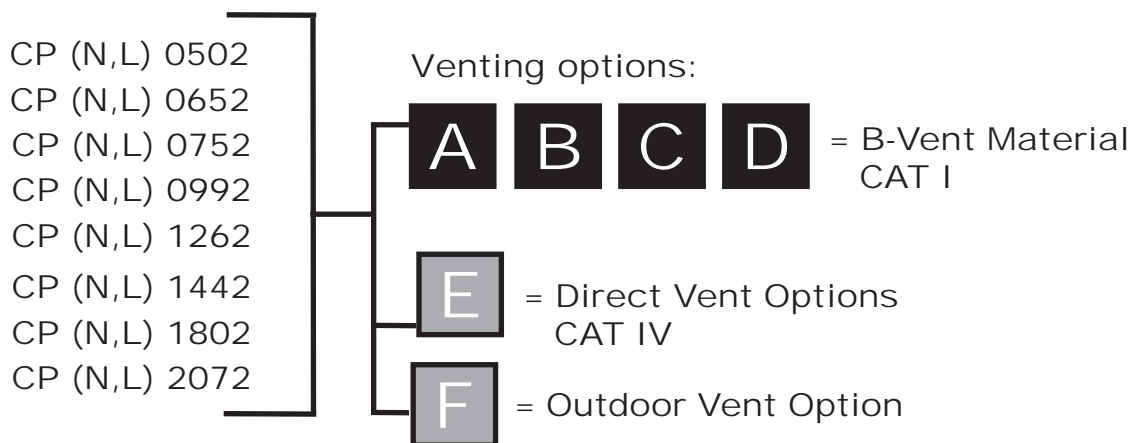 CP (N,L) 0502
CP (N,L) 0652
CP (N,L) 0752
CP (N,L) 0992
CP (N,L) 1262
CP (N,L) 1442
CP (N,L) 1802
CP (N,L) 2072
Venting options:
A B C D = B-Vent Material
CAT I
E = Direct Vent Options
CAT IV
F = Outdoor Vent Option